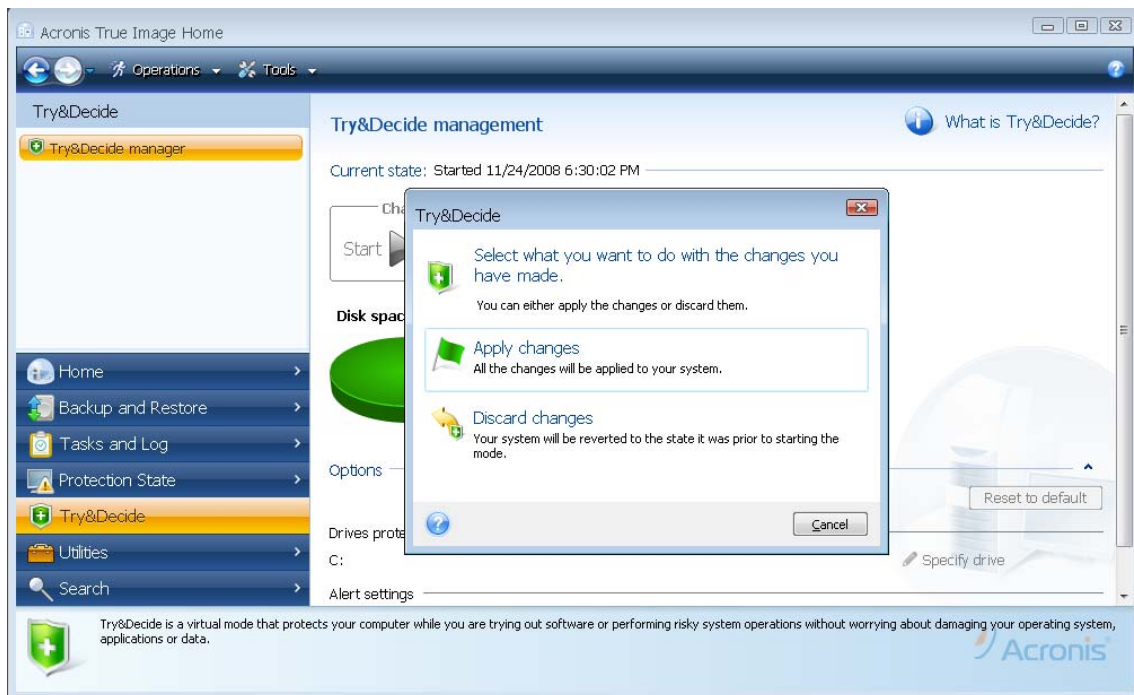 Acronis True Image Home
Operations
Tools
Try&Decide
Try&Decide manager
Try&Decide management
What is Try&Decide?
Current state: Started 11/24/2008 6:30:02 PM
Start
Disk
Try&Decide
Select what you want to do with the changes you
have made.
You can either apply the changes or discard them.
Apply changes
All the changes will be applied to your system.
Discard changes
Your system will be reverted to the state it was prior to starting the
mode.
Cancel
Home
Backup and Restore
Tasks and Log
Protection State
Try&Decide
Utilities
Search
Options
Reset to default
Drives
C:
Specify drive
Alert settings
Try&Decide is a virtual mode that protects your computer while you are trying out software or performing risky system operations without worrying about damaging your operating system,
applications or data.
Acronis